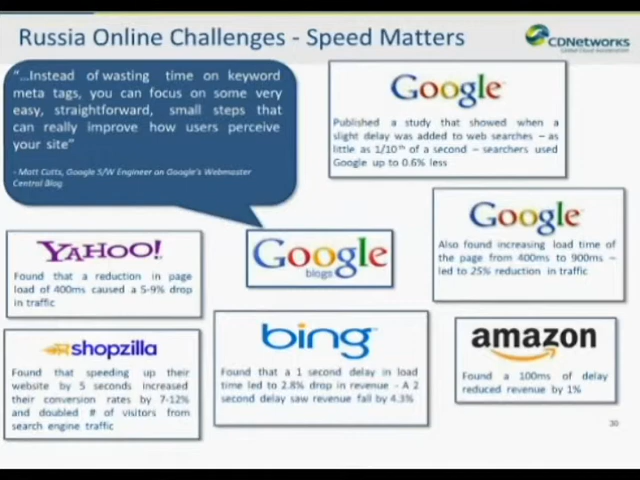 Russia Online Challenges - Speed Matters
CDNetworks
"...Instead of wasting time on keyword
meta tags, you can focus on some very
easy, straightforward, small steps that
can really improve how users perceive
your site"
- Matt Cutts, Google S/W Engineer on Google's Webmaster
Central Blog
Google
Published a study that showed when a
slight delay was added to web searches – as
little as 1/10th of a second – searchers used
Google up to 0.6% less
Google
Also found increasing load time of
the page from 400ms to 900ms –
led to 25% reduction in traffic
YAHOO!
Found that a reduction in page
load of 400ms caused a 5-9% drop
in traffic
Google
blogs
shopzilla
Found that speeding up their
website by 5 seconds increased
their conversion rates by 7-12%
and doubled # of visitors from
search engine traffic
bing
Found that a 1 second delay in load
time led to 2.8% drop in revenue - A 2
second delay saw revenue fall by 4.3%
amazon
Found a 100ms of delay
reduced revenue by 1%
30